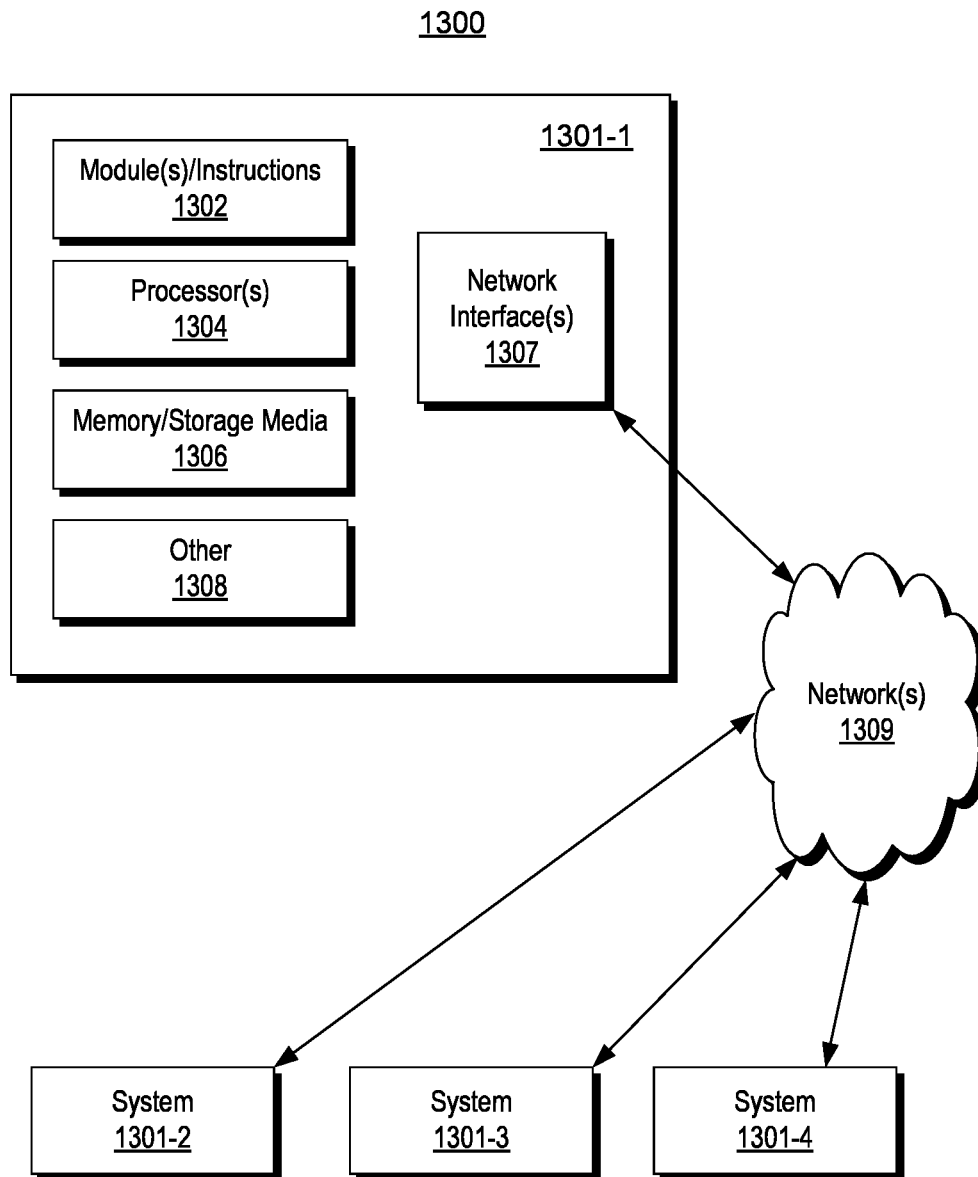 1300
1301-1
Module(s)/Instructions
1302
Processor(s)
1304
Memory/Storage Media
1306
Other
1308
Network
Interface(s)
1307
Network(s)
1309
System
1301-2
System
1301-3
System
1301-4